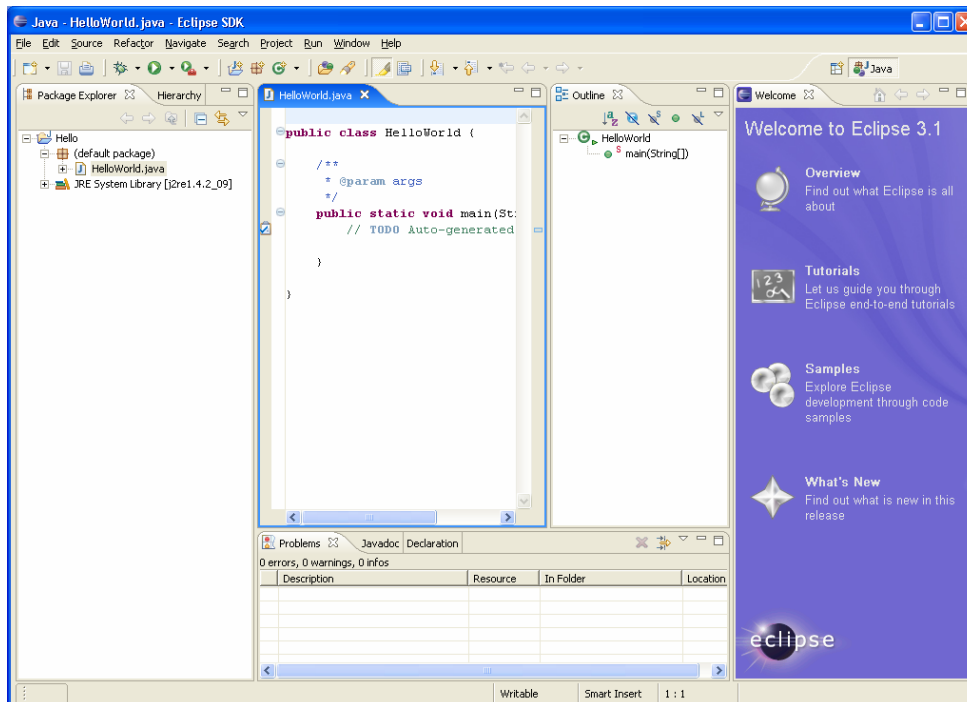 Java - HelloWorld.java - Eclipse SDK
File Edit Source Refactor Navigate Search Project Run Window Help
Java
Package Explorer Hierarchy
Hello
(default package)
HelloWorld.java
JRE System Library [j2re1.4.2_09]
HelloWorld.java
public class HelloWorld {
/**
* @param args
*/
public static void main(St
// TODO Auto-generated
}
}
Outline
HelloWorld
main(String[])
Welcome
Welcome to Eclipse 3.1
Overview
Find out what Eclipse is all
about
Tutorials
Let us guide you through
Eclipse end-to-end tutorials
Samples
Explore Eclipse
development through code
samples
What's New
Find out what is new in this
release
eclipse
Problems Javadoc Declaration
0 errors, 0 warnings, 0 infos
Description Resource In Folder Location
Writable Smart Insert 1 : 1